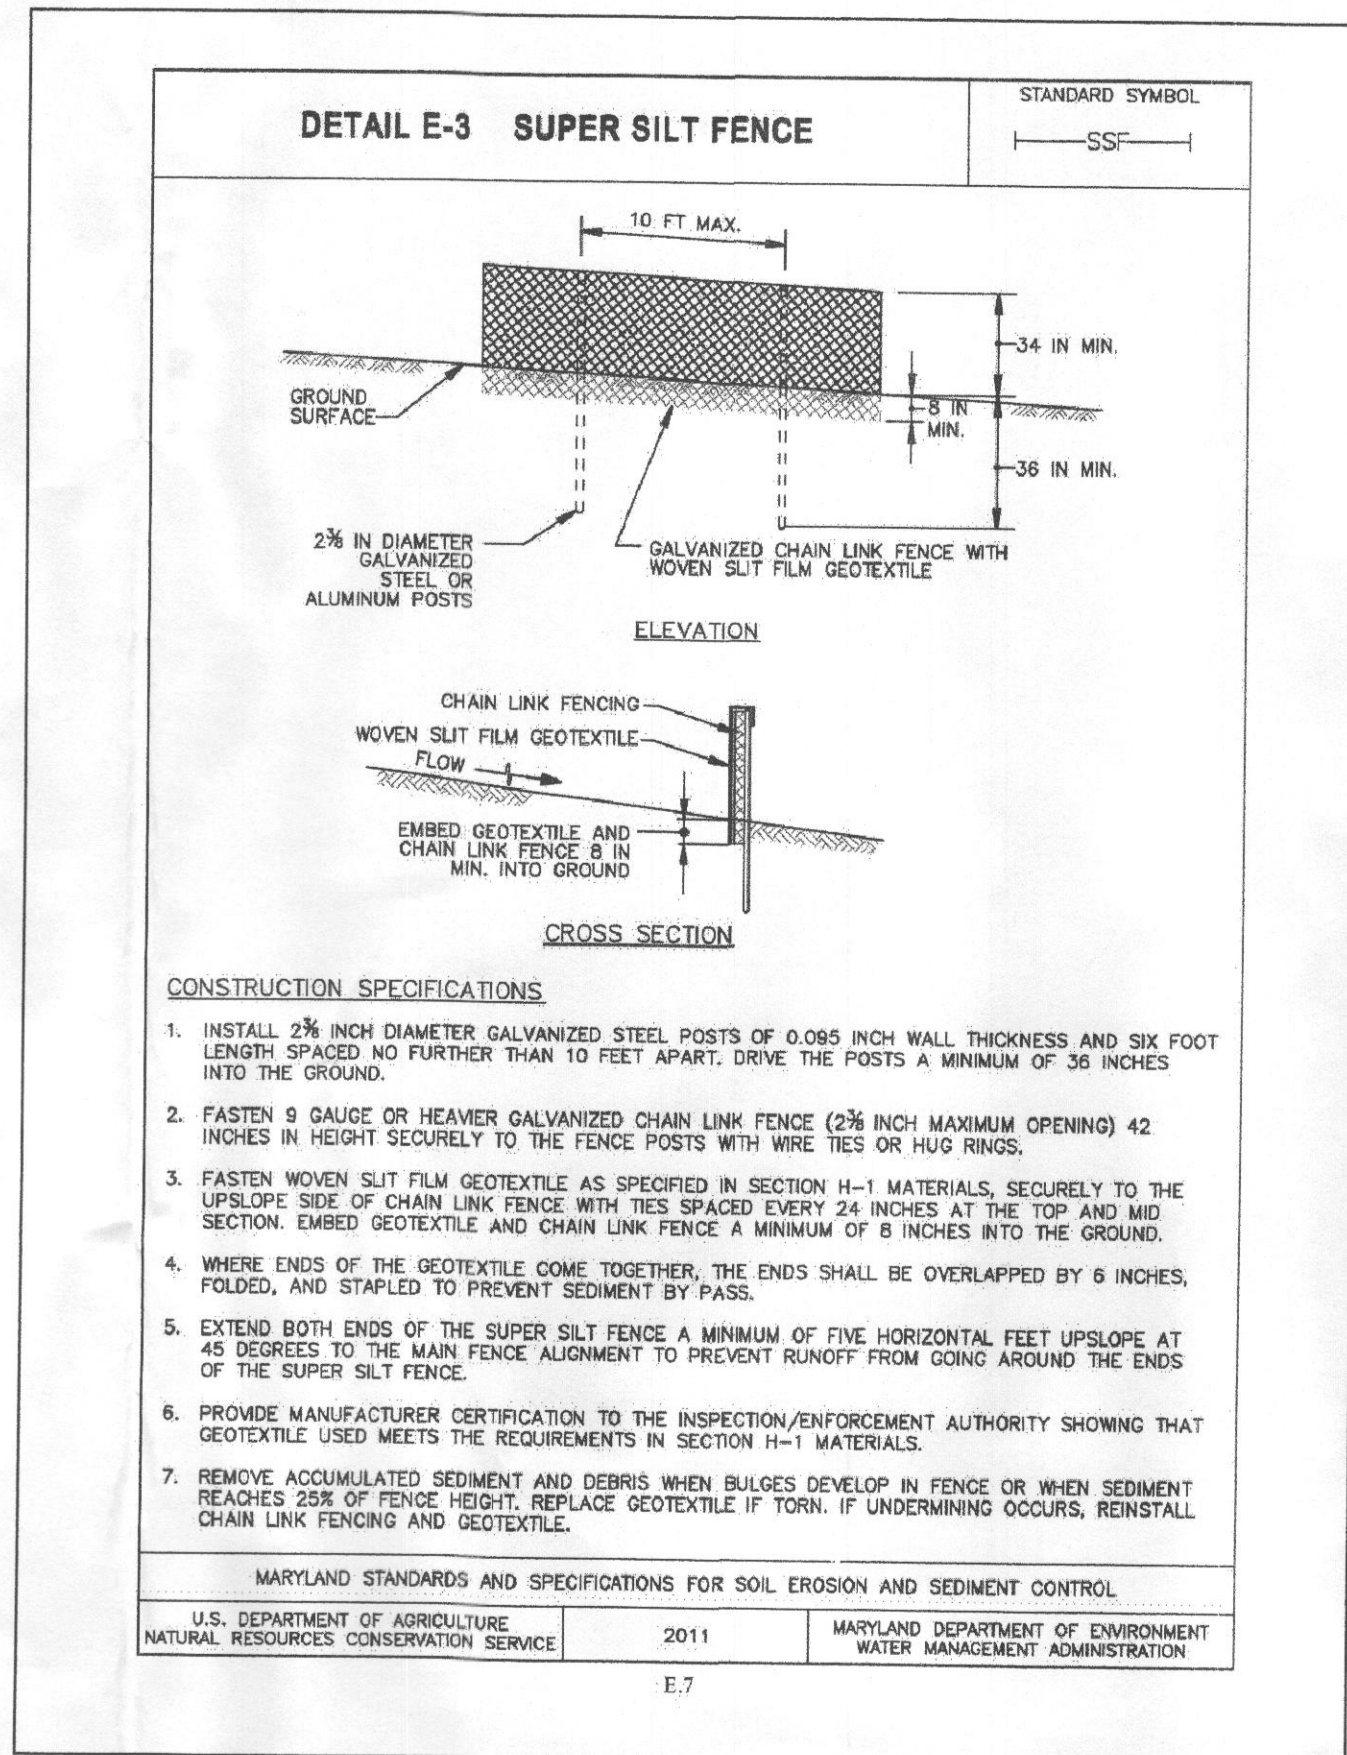 DETAIL E-3 SUPER SILT FENCE
STANDARD SYMBOL
SSF
10 FT MAX.
34 IN MIN.
GROUND
SURFACE
8 IN
MIN.
36 IN MIN.
2⅜ IN DIAMETER
GALVANIZED
STEEL OR
ALUMINUM POSTS
GALVANIZED CHAIN LINK FENCE WITH
WOVEN SLIT FILM GEOTEXTILE
ELEVATION
CHAIN LINK FENCING
WOVEN SLIT FILM GEOTEXTILE
FLOW
EMBED GEOTEXTILE AND
CHAIN LINK FENCE 8 IN
MIN. INTO GROUND
CROSS SECTION
CONSTRUCTION SPECIFICATIONS
1. INSTALL 2⅜ INCH DIAMETER GALVANIZED STEEL POSTS OF 0.095 INCH WALL THICKNESS AND SIX FOOT
LENGTH SPACED NO FURTHER THAN 10 FEET APART. DRIVE THE POSTS A MINIMUM OF 36 INCHES
INTO THE GROUND.
2. FASTEN 9 GAUGE OR HEAVIER GALVANIZED CHAIN LINK FENCE (2⅜ INCH MAXIMUM OPENING) 42
INCHES IN HEIGHT SECURELY TO THE FENCE POSTS WITH WIRE TIES OR HUG RINGS.
3. FASTEN WOVEN SLIT FILM GEOTEXTILE AS SPECIFIED IN SECTION H-1 MATERIALS, SECURELY TO THE
UPSLOPE SIDE OF CHAIN LINK FENCE WITH TIES SPACED EVERY 24 INCHES AT THE TOP AND MID
SECTION. EMBED GEOTEXTILE AND CHAIN LINK FENCE A MINIMUM OF 8 INCHES INTO THE GROUND.
4. WHERE ENDS OF THE GEOTEXTILE COME TOGETHER, THE ENDS SHALL BE OVERLAPPED BY 6 INCHES,
FOLDED, AND STAPLED TO PREVENT SEDIMENT BY PASS.
5. EXTEND BOTH ENDS OF THE SUPER SILT FENCE A MINIMUM OF FIVE HORIZONTAL FEET UPSLOPE AT
45 DEGREES TO THE MAIN FENCE ALIGNMENT TO PREVENT RUNOFF FROM GOING AROUND THE ENDS
OF THE SUPER SILT FENCE.
6. PROVIDE MANUFACTURER CERTIFICATION TO THE INSPECTION/ENFORCEMENT AUTHORITY SHOWING THAT
GEOTEXTILE USED MEETS THE REQUIREMENTS IN SECTION H-1 MATERIALS.
7. REMOVE ACCUMULATED SEDIMENT AND DEBRIS WHEN BULGES DEVELOP IN FENCE OR WHEN SEDIMENT
REACHES 25% OF FENCE HEIGHT. REPLACE GEOTEXTILE IF TORN. IF UNDERMINING OCCURS, REINSTALL
CHAIN LINK FENCING AND GEOTEXTILE.
MARYLAND STANDARDS AND SPECIFICATIONS FOR SOIL EROSION AND SEDIMENT CONTROL
U.S. DEPARTMENT OF AGRICULTURE
NATURAL RESOURCES CONSERVATION SERVICE
2011
MARYLAND DEPARTMENT OF ENVIRONMENT
WATER MANAGEMENT ADMINISTRATION
E.7